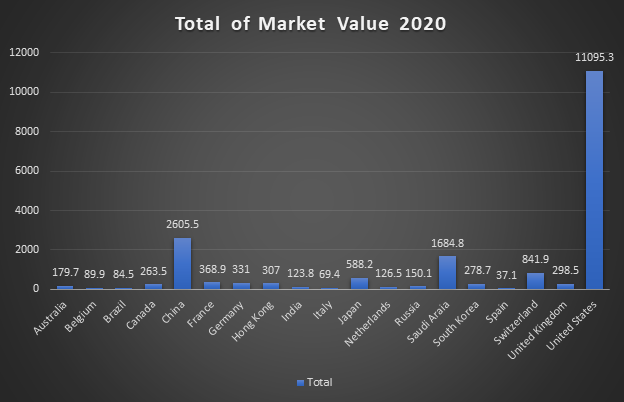 Total of Market Value 2020
12000
10000
8000
6000
4000
2000
0
179.7
89.9
84.5
263.5
2605.5
368.9
331
307
123.8
69.4
588.2
126.5
150.1
1684.8
278.7
37.1
841.9
298.5
11095.3
Australia
Belgium
Brazil
Canada
China
France
Germany
Hong Kong
India
Italy
Japan
Netherlands
Russia
Saudi Araia
South Korea
Spain
Switzerland
United Kingdom
United States
Total